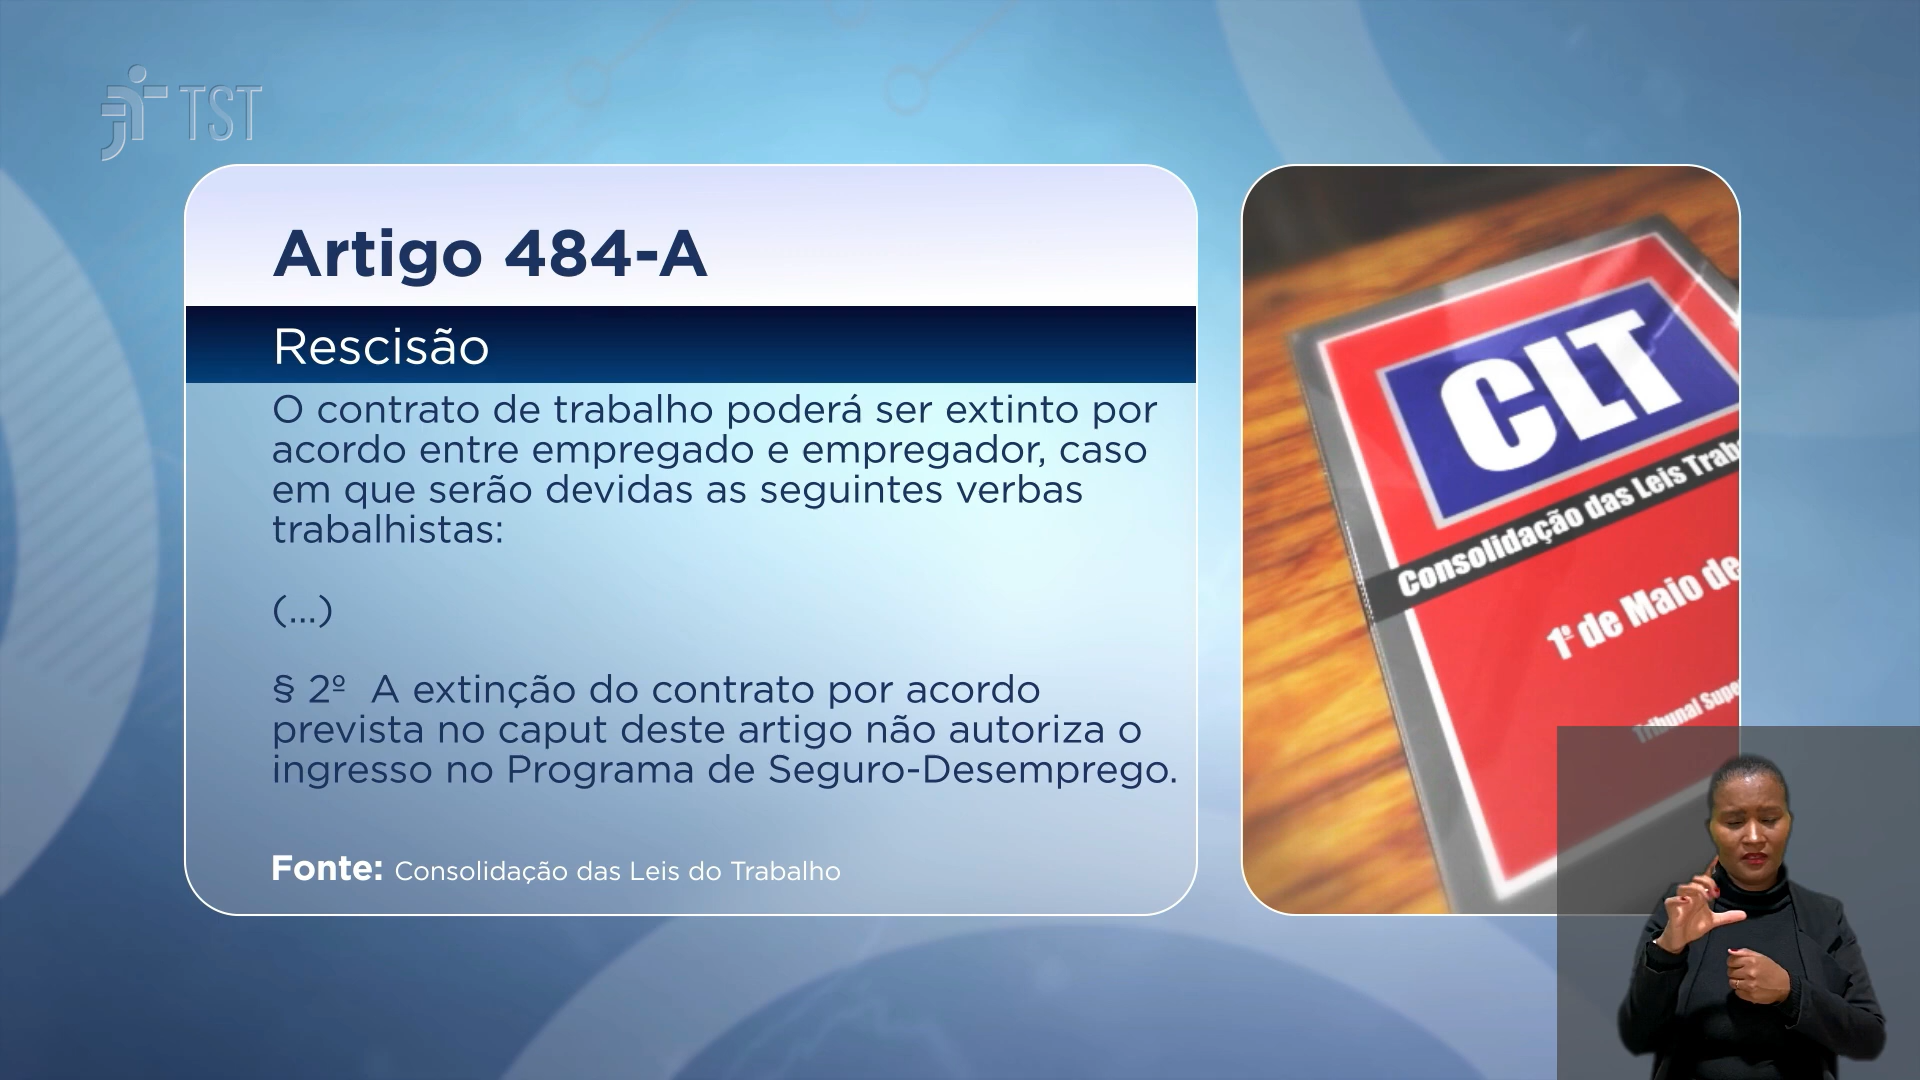 TST
Artigo 484-A
Rescisão
O contrato de trabalho poderá ser extinto por
acordo entre empregado e empregador, caso
em que serão devidas as seguintes verbas
trabalhistas:
(...)
§ 2º  A extinção do contrato por acordo
prevista no caput deste artigo não autoriza o
ingresso no Programa de Seguro-Desemprego.
Fonte: Consolidação das Leis do Trabalho
CLT
Consolidação das Leis Trab
1º de Maio de
Tribunal Supe